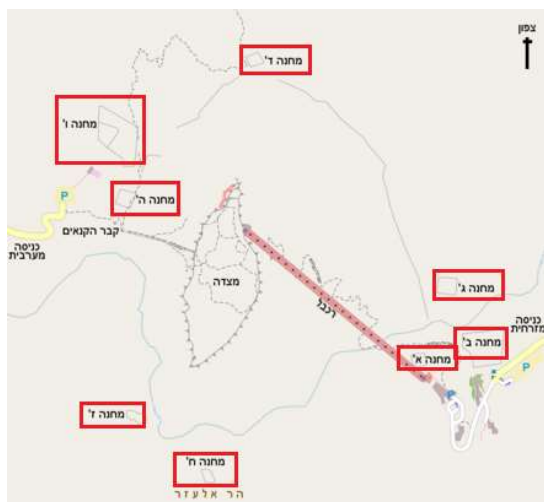 צפון
מחנה ד'
מחנה ו'
P
מחנה ה'
קבר הקנאים
כניסה
מערבית
מצדה
רכבל
מחנה ג'
כניסה
מזרחית
מחנה ב'
מחנה א'
P
מחנה ז'
מחנה ח'
הר אלעזר